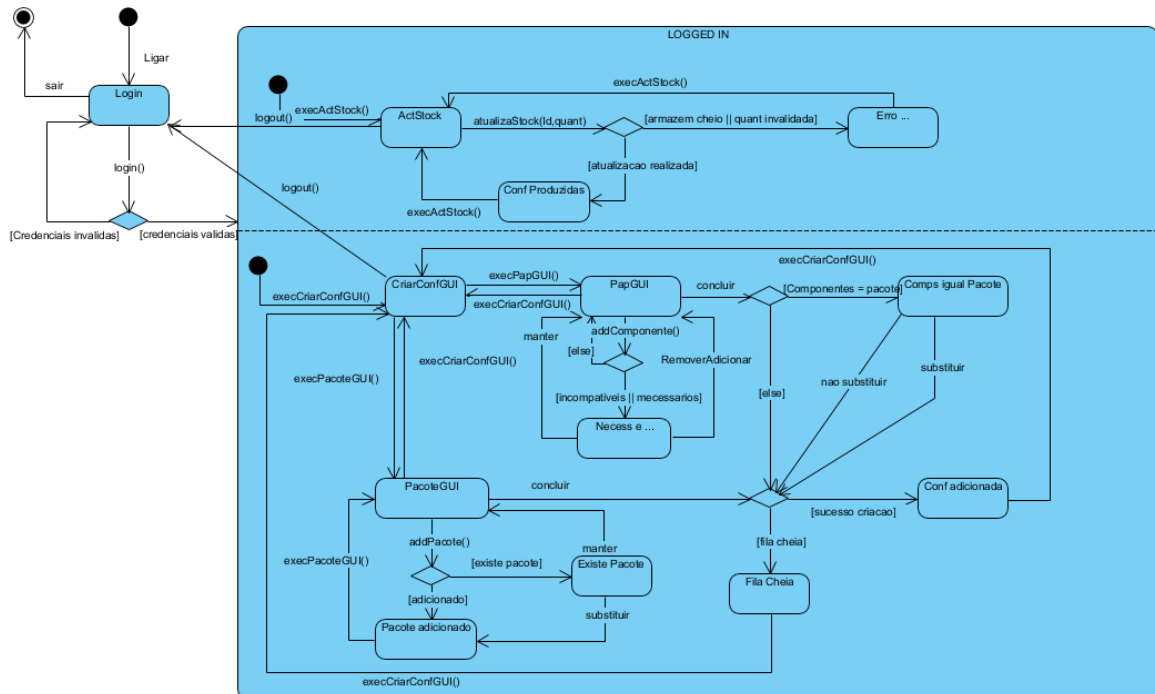 LOGGED IN
Ligar
sair
Login
execActStock()
execActStock()
logout()
ActStock
atualizaStock(Id,quant)
[armazem cheio || quant invalidada]
Erro ...
[atualizacao realizada]
login()
logout()
Conf Produzidas
execActStock()
[Credenciais invalidas]
[credenciais validas]
execCriarConfGUI()
CriarConfGUI
execPapGUI()
PapGUI
concluir
[Componentes = pacote]
Comps igual Pacote
execCriarConfGUI()
execCriarConfGUI()
manter
addComponente()
[else]
RemoverAdicionar
execCriarConfGUI()
substituir
execPacoteGUI()
nao substituir
[else]
[incompativeis || mecessarios]
Necess e ...
PacoteGUI
concluir
Conf adicionada
[sucesso criacao]
addPacote()
[fila cheia]
manter
execPacoteGUI()
[existe pacote]
Existe Pacote
Fila Cheia
[adicionado]
substituir
Pacote adicionado
execCriarConfGUI()